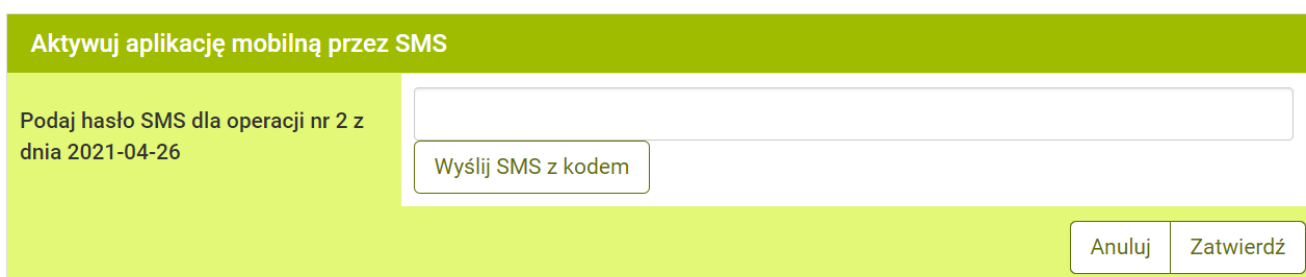 Aktywuj aplikację mobilną przez SMS
Podaj hasło SMS dla operacji nr 2 z
dnia 2021-04-26
Wyślij SMS z kodem
Anuluj
Zatwierdź